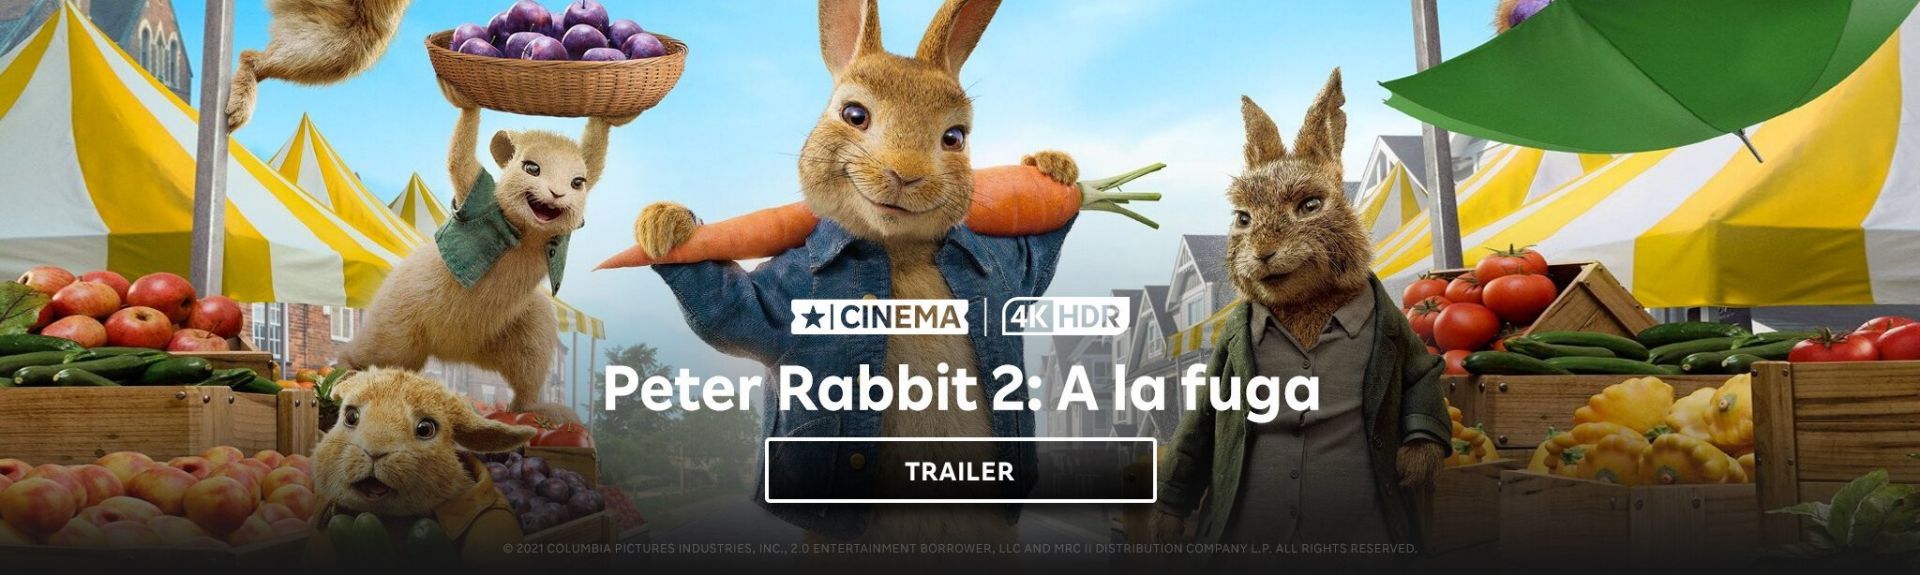 ★|CINEMA | 4K HDR
Peter Rabbit 2: A la fuga
TRAILER
© 2021 COLUMBIA PICTURES INDUSTRIES, INC., 2.0 ENTERTAINMENT BORROWER, LLC AND MRC II DISTRIBUTION COMPANY L.P. ALL RIGHTS RESERVED.